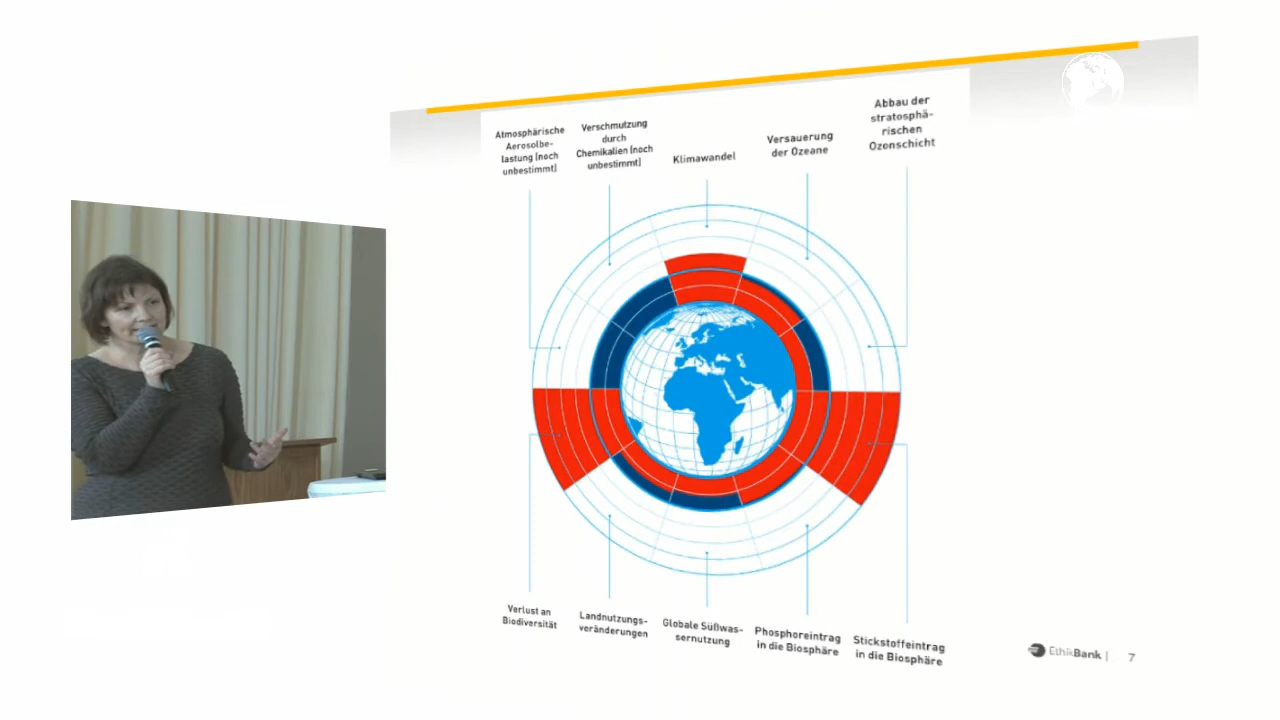 Atmosphärische
Aerosolbe-
lastung (noch
unbestimmt)
Verschmutzung
durch
Chemikalien (noch
unbestimmt)
Klimawandel
Versauerung
der Ozeane
Abbau der
stratosphä-
rischen
Ozonschicht
Verlust an
Biodiversität
Landnutzungs-
veränderungen
Globale Süßwas-
sernutzung
Phosphoreintrag
in die Biosphäre
Stickstoffeintrag
in die Biosphäre
EthikBank | 7